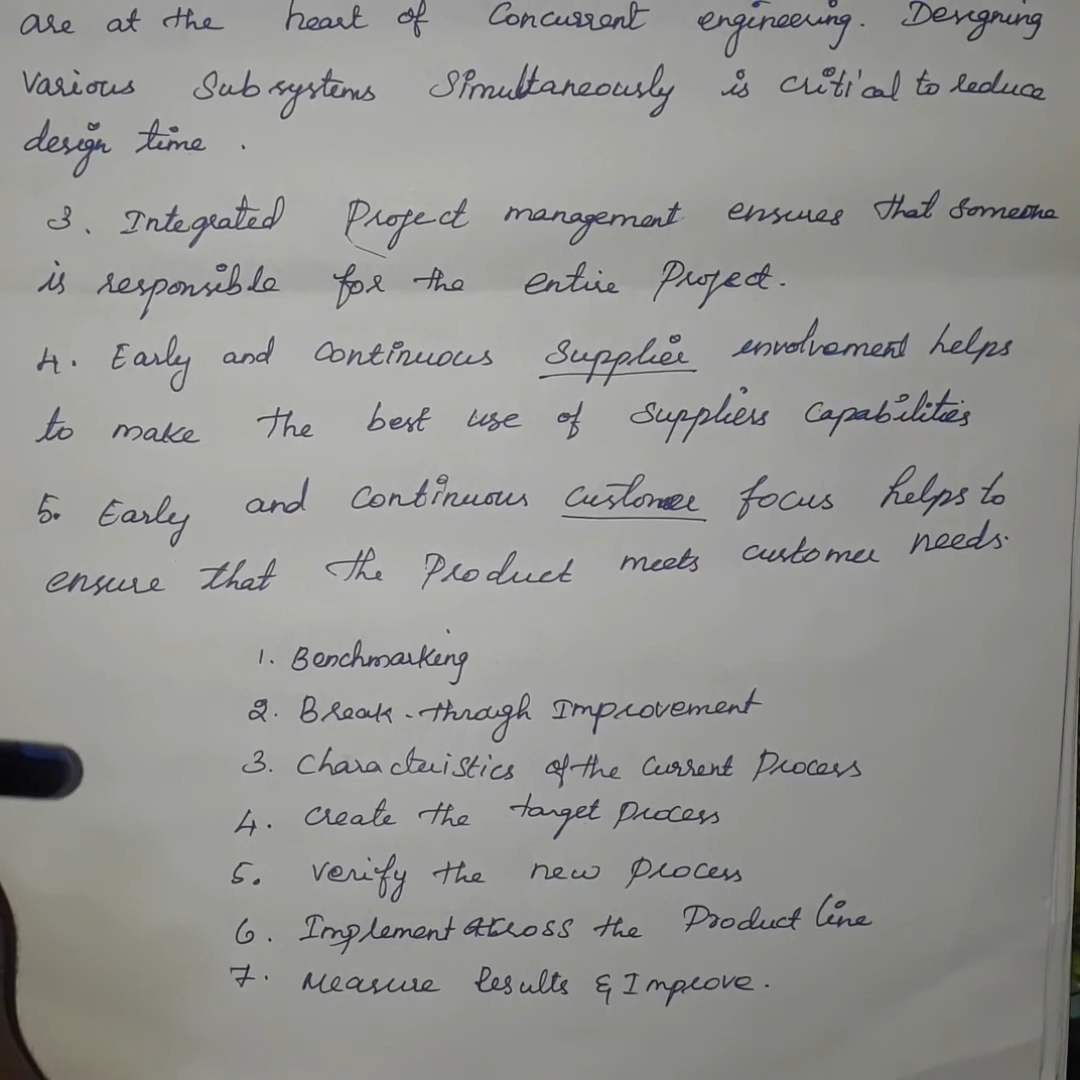 are at the heart of Concurrent engineering. Designing
various Subsystems Simultaneously is critical to reduce
design time .
3. Integrated Project management ensures that someone
is responsible for the entire Project.
4. Early and continuous Supplier involvement helps
to make the best use of Suppliers Capabilities
5. Early and continuous customer focus helps to
ensure that the Product meets customer needs.
1. Benchmarking
2. Break-through Improvement
3. Characteristics of the current Process
4. create the target process
5. verify the new process
6. Implement across the Product line
7. Measure Results & Improve.